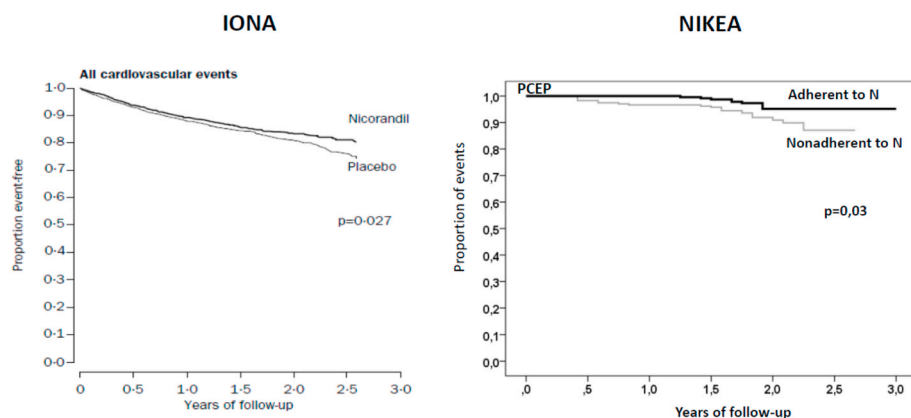 IONA
NIKEA
All cardiovascular events
1·0
0·9
0·8
0·7
0·6
0·5
0·4
0·3
0·2
0·1
0·0
Proportion event-free
Nicorandil
Placebo
p=0·027
0 0·5 1·0 1·5 2·0 2·5 3·0
Years of follow-up
PCEP
1,0
0,9
0,8
0,7
0,6
0,5
0,4
0,3
0,2
0,1
0,0
Proportion of events
Adherent to N
Nonadherent to N
p=0,03
,0 ,5 1,0 1,5 2,0 2,5 3,0
Years of follow-up